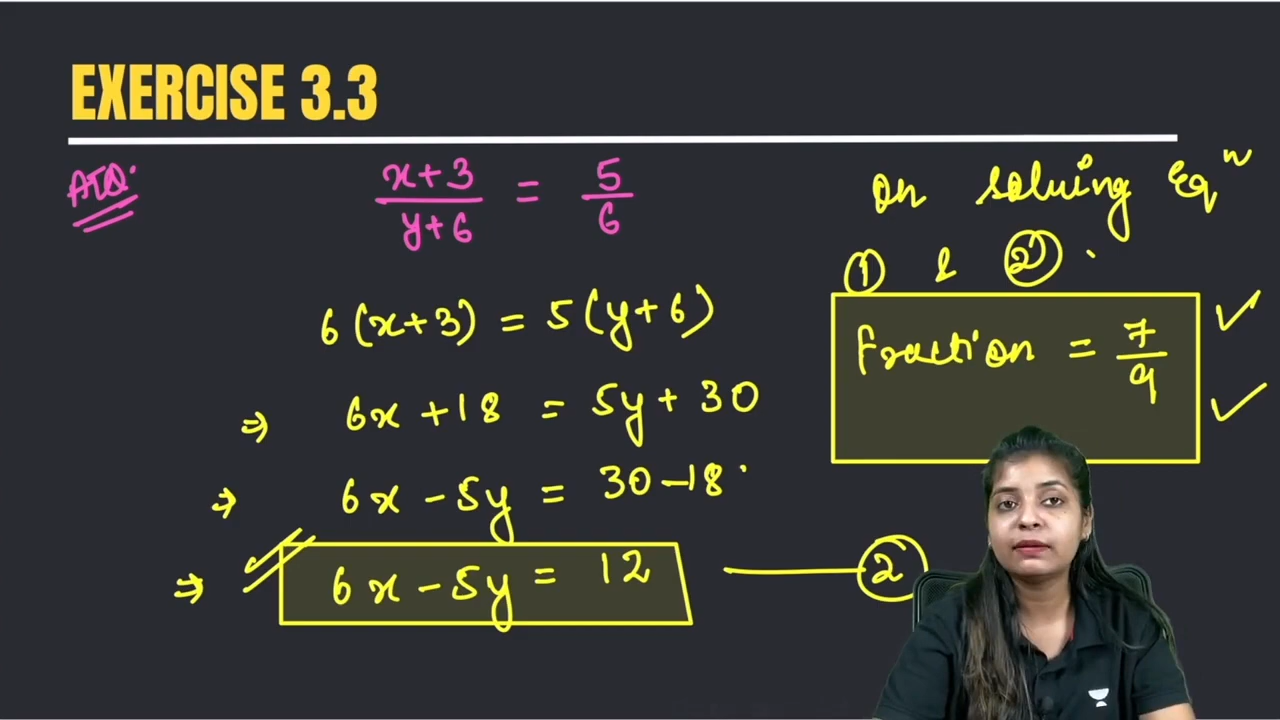 EXERCISE 3.3
ATQ.
x+3/y+6 = 5/6
6(x+3) = 5(y+6)
⇒ 6x +18 = 5y+ 30
⇒ 6x - 5y = 30-18
⇒ 6x - 5y = 12 —— ②
on solving Eqⁿ
① & ②.
Fraction = 7/9